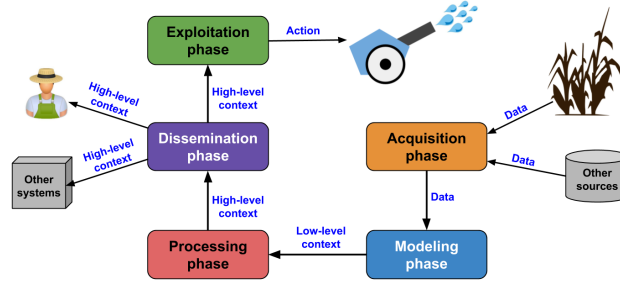 Exploitation
phase
Action
High-level
context
High-level
context
Dissemination
phase
High-level
context
Other
systems
High-level
context
Processing
phase
Low-level
context
Modeling
phase
Data
Acquisition
phase
Data
Data
Other
sources